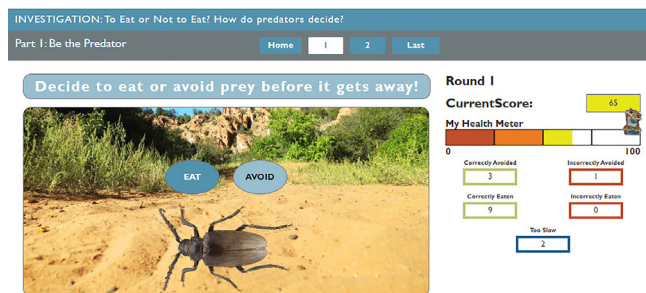 INVESTIGATION: To Eat or Not to Eat? How do predators decide?
Part 1: Be the Predator
Home
1
2
Last
Decide to eat or avoid prey before it gets away!
EAT
AVOID
Round 1
CurrentScore:
65
My Health Meter
0
100
Correctly Avoided
Incorrectly Avoided
3
1
Correctly Eaten
Incorrectly Eaten
9
0
Too Slow
2